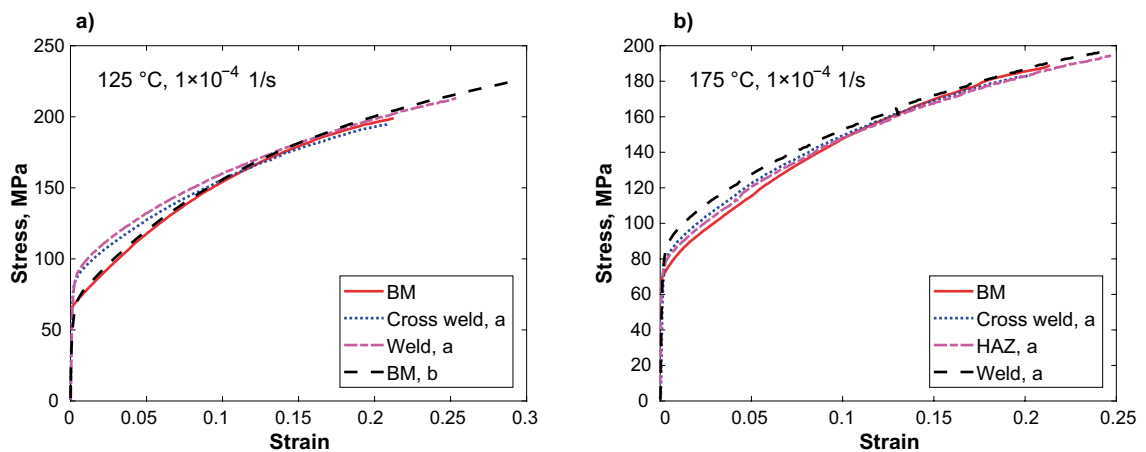 a)
125 °C, 1×10⁻⁴ 1/s
Stress, MPa
250
200
150
100
50
0
0 0.05 0.1 0.15 0.2 0.25 0.3
Strain
BM
Cross weld, a
Weld, a
BM, b
b)
175 °C, 1×10⁻⁴ 1/s
Stress, MPa
200
180
160
140
120
100
80
60
40
20
0
0 0.05 0.1 0.15 0.2 0.25
Strain
BM
Cross weld, a
HAZ, a
Weld, a